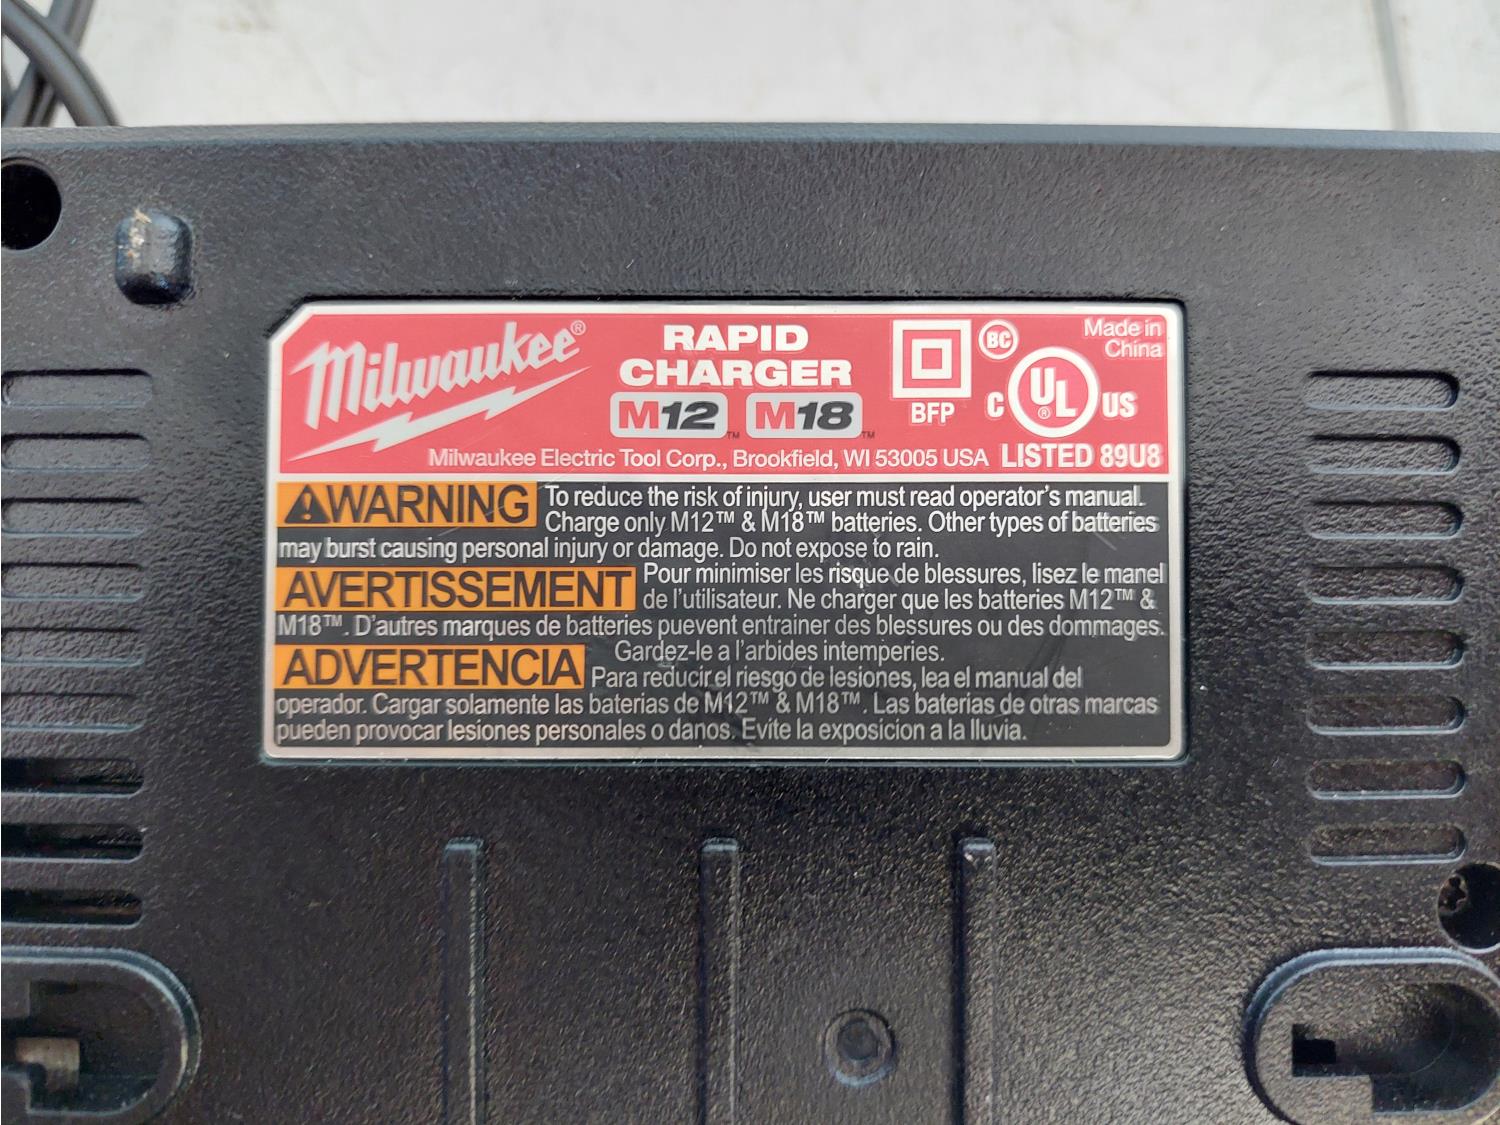 Milwaukee®
RAPID
CHARGER
M12™ M18™
BFP
BC
Made in
China
C UL® US
Milwaukee Electric Tool Corp., Brookfield, WI 53005 USA LISTED 89U8
WARNING To reduce the risk of injury, user must read operator's manual.
Charge only M12™ & M18™ batteries. Other types of batteries
may burst causing personal injury or damage. Do not expose to rain.
AVERTISSEMENT Pour minimiser les risque de blessures, lisez le manel
de l'utilisateur. Ne charger que les batteries M12™ &
M18™. D'autres marques de batteries puevent entrainer des blessures ou des dommages.
Gardez-le a l'arbides intemperies.
ADVERTENCIA Para reducir el riesgo de lesiones, lea el manual del
operador. Cargar solamente las baterias de M12™ & M18™. Las baterias de otras marcas
pueden provocar lesiones personales o danos. Evite la exposicion a la lluvia.